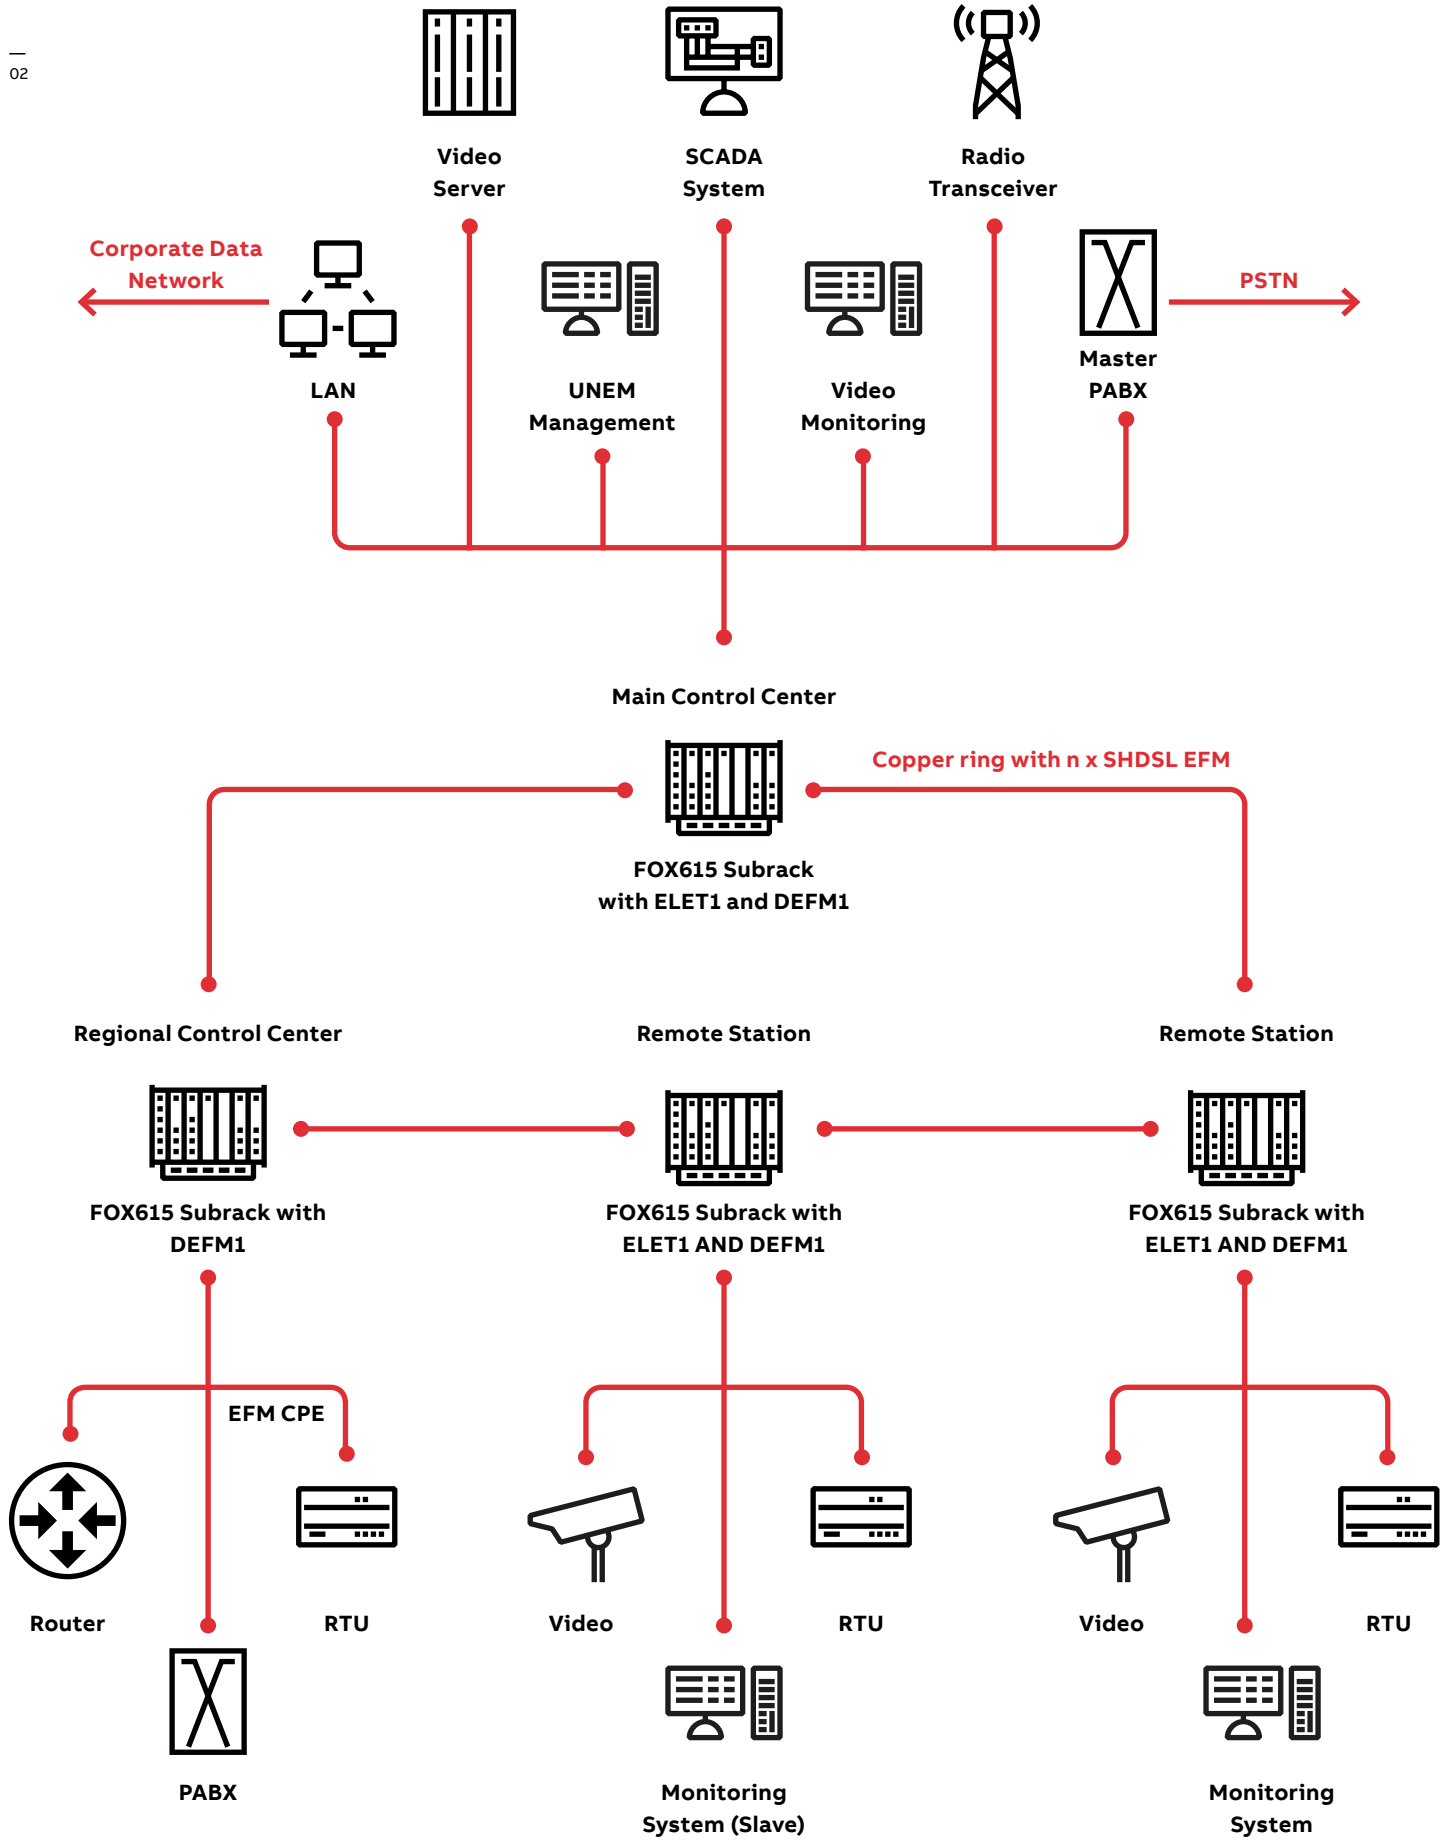 02
Video
Server
SCADA
System
Radio
Transceiver
Corporate Data
Network
PSTN
LAN
UNEM
Management
Video
Monitoring
Master
PABX
Main Control Center
Copper ring with n x SHDSL EFM
FOX615 Subrack
with ELET1 and DEFM1
Regional Control Center
Remote Station
Remote Station
FOX615 Subrack with
DEFM1
FOX615 Subrack with
ELET1 AND DEFM1
FOX615 Subrack with
ELET1 AND DEFM1
EFM CPE
Router
RTU
Video
RTU
Video
RTU
PABX
Monitoring
System (Slave)
Monitoring
System